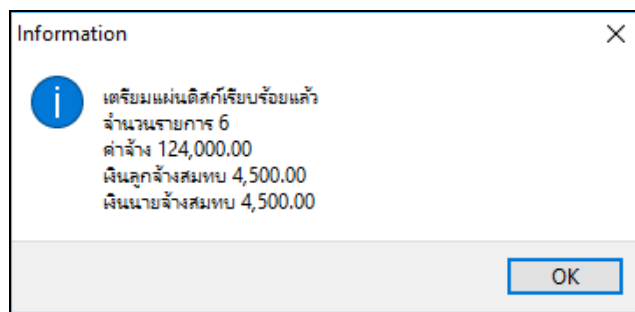 Information
เตรียมแผ่นดิสก์เรียบร้อยแล้ว
จำนวนรายการ 6
ค่าจ้าง 124,000.00
เงินลูกจ้างสมทบ 4,500.00
เงินนายจ้างสมทบ 4,500.00
OK